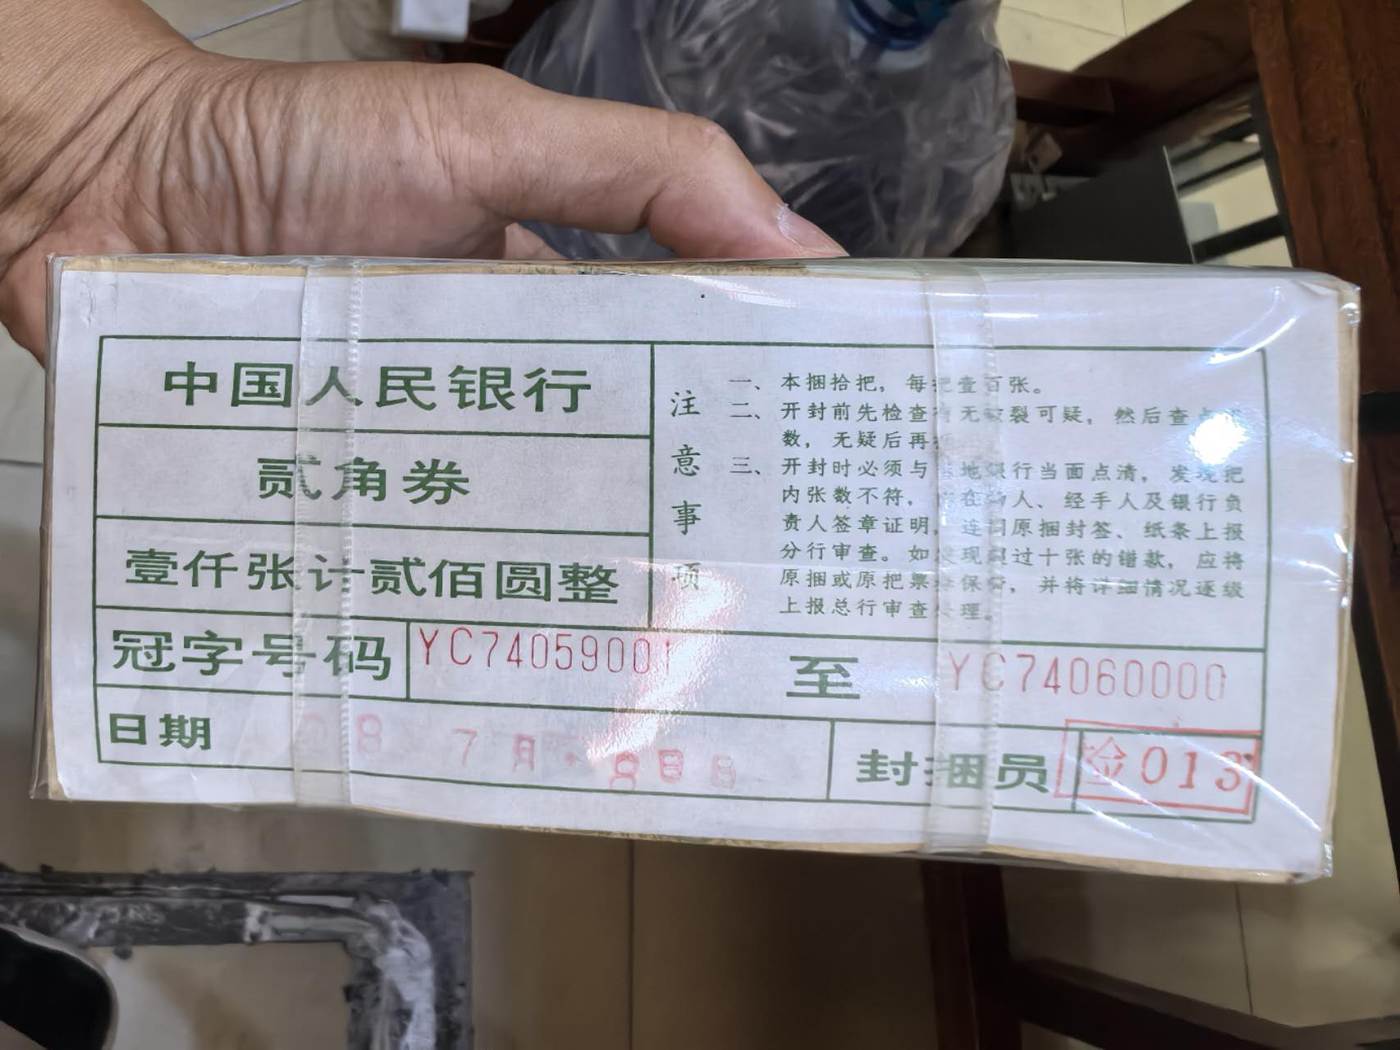 中国人民银行
贰角券
壹仟张计贰佰圆整
冠字号码 YC74059001 至 YC74060000
日期 8 7 月 日
封捆员 检013
注意事项
一、本捆拾把，每把壹百张。
二、开封前先检查有无破裂可疑，然后查点
数，无疑后再
三、开封时必须与当地银行当面点清，发现把
内张数不符，应在场人、经手人及银行负
责人签章证明，连同原捆封签、纸条上报
分行审查。如发现超过十张的错款，应将
原捆或原把票券保留，并将详细情况逐级
上报总行审查处理。